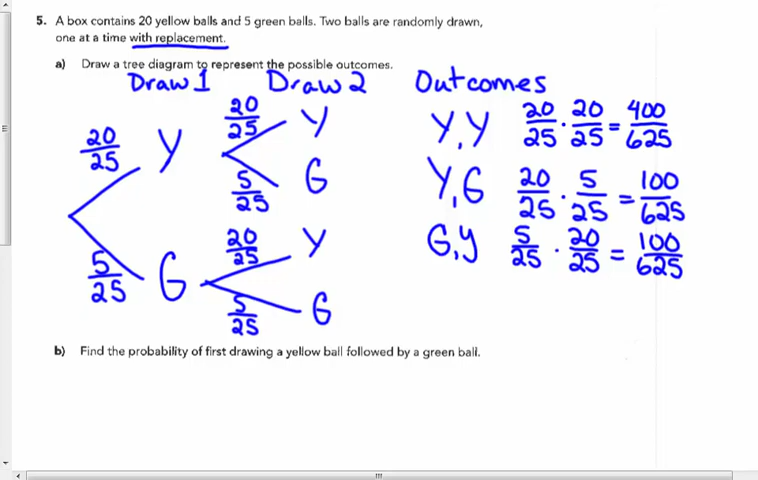 5. A box contains 20 yellow balls and 5 green balls. Two balls are randomly drawn,
one at a time with replacement.
a) Draw a tree diagram to represent the possible outcomes.
Draw 1 Draw 2 Outcomes
20/25 Y 20/25 Y Y,Y 20/25 · 20/25 = 400/625
5/25 G Y,G 20/25 · 5/25 = 100/625
5/25 G 20/25 Y G,Y 5/25 · 20/25 = 100/625
5/25 G
b) Find the probability of first drawing a yellow ball followed by a green ball.